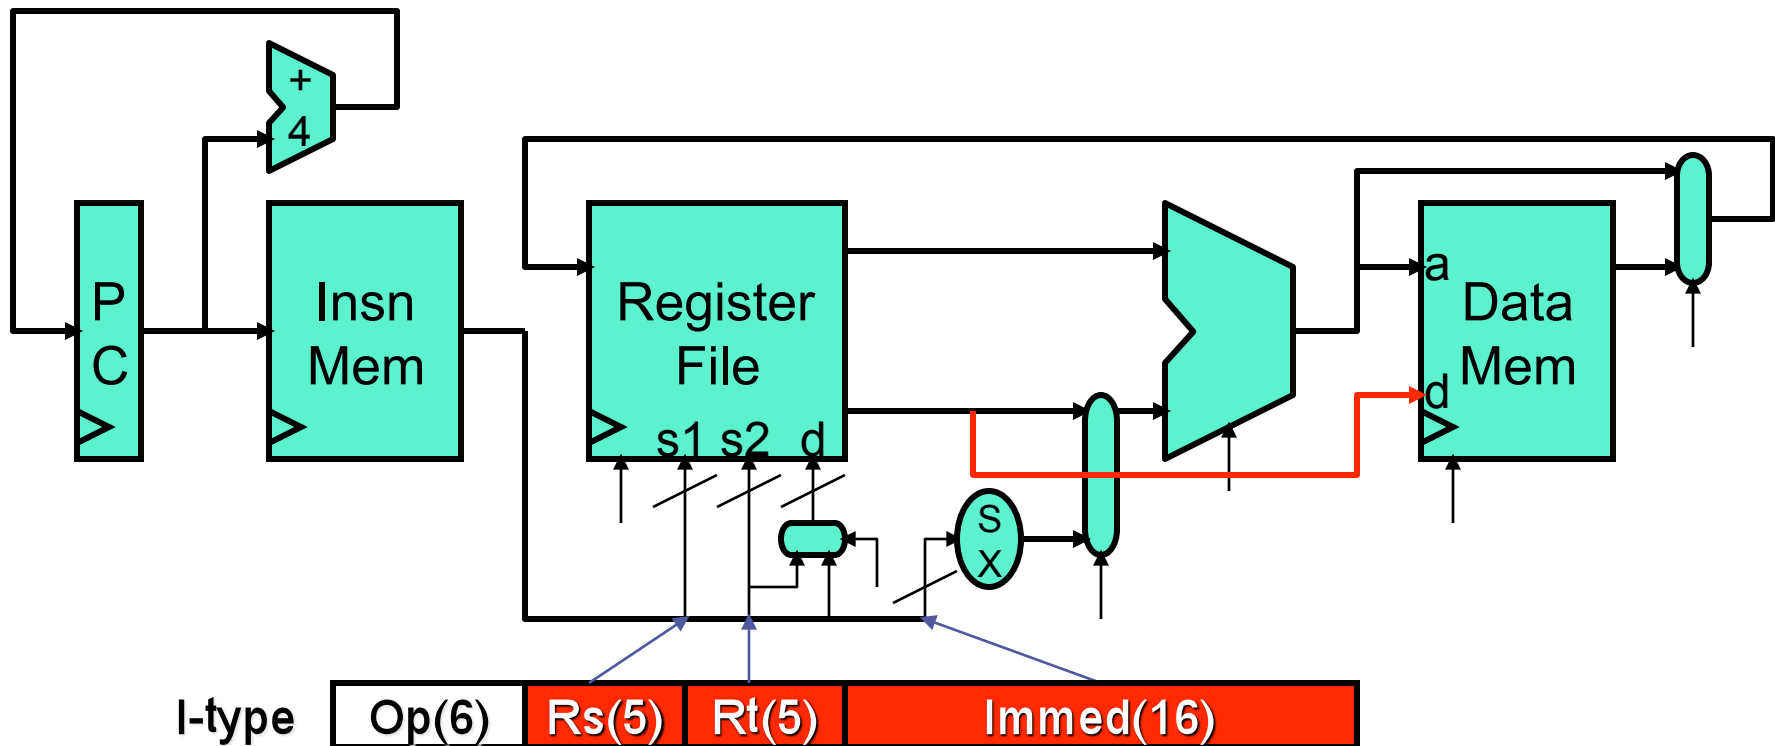 +
4
P
C
Insn
Mem
Register
File
s1 s2 d
a
Data
Mem
d
S
X
I-type Op(6) Rs(5) Rt(5) Immed(16)